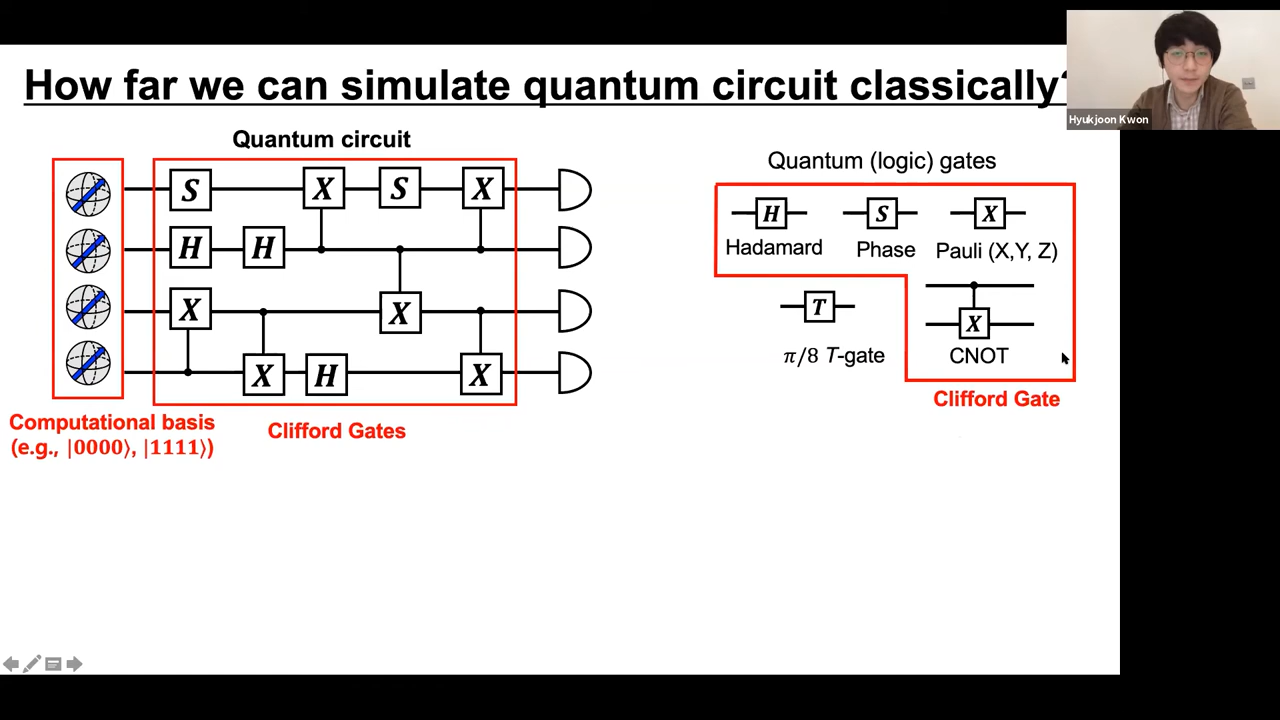 How far we can simulate quantum circuit classically?
Hyukjoon Kwon
Quantum circuit
S
X
S
X
H
H
X
X
X
H
X
Computational basis
(e.g., |0000⟩, |1111⟩)
Clifford Gates
Quantum (logic) gates
H
S
X
Hadamard
Phase
Pauli (X,Y, Z)
T
X
π/8 T-gate
CNOT
Clifford Gate